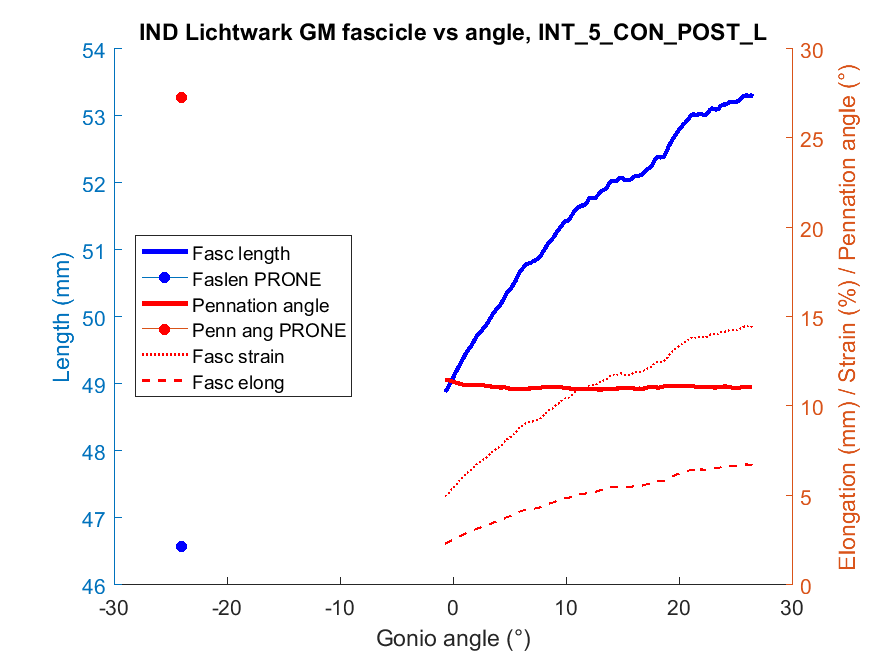 IND Lichtwark GM fascicle vs angle, INT_5_CON_POST_L
54
53
52
51
50
49
48
47
46
Length (mm)
30
25
20
15
10
5
0
Elongation (mm) / Strain (%) / Pennation angle (°)
Fasc length
Faslen PRONE
Pennation angle
Penn ang PRONE
Fasc strain
Fasc elong
-30 -20 -10 0 10 20 30
Gonio angle (°)